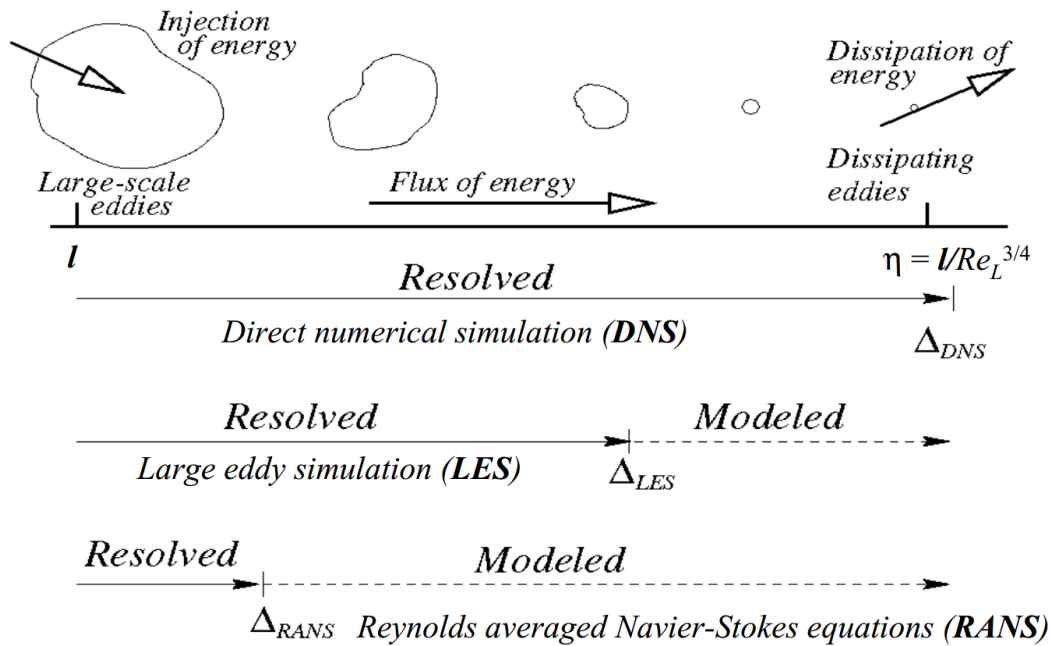 Injection
of energy
Dissipation of
energy
Large-scale
eddies
Flux of energy
Dissipating
eddies
l
η = l/Re_L^3/4
Resolved
Direct numerical simulation (DNS)
Δ_DNS
Resolved
Modeled
Large eddy simulation (LES)
Δ_LES
Resolved
Modeled
Δ_RANS
Reynolds averaged Navier-Stokes equations (RANS)